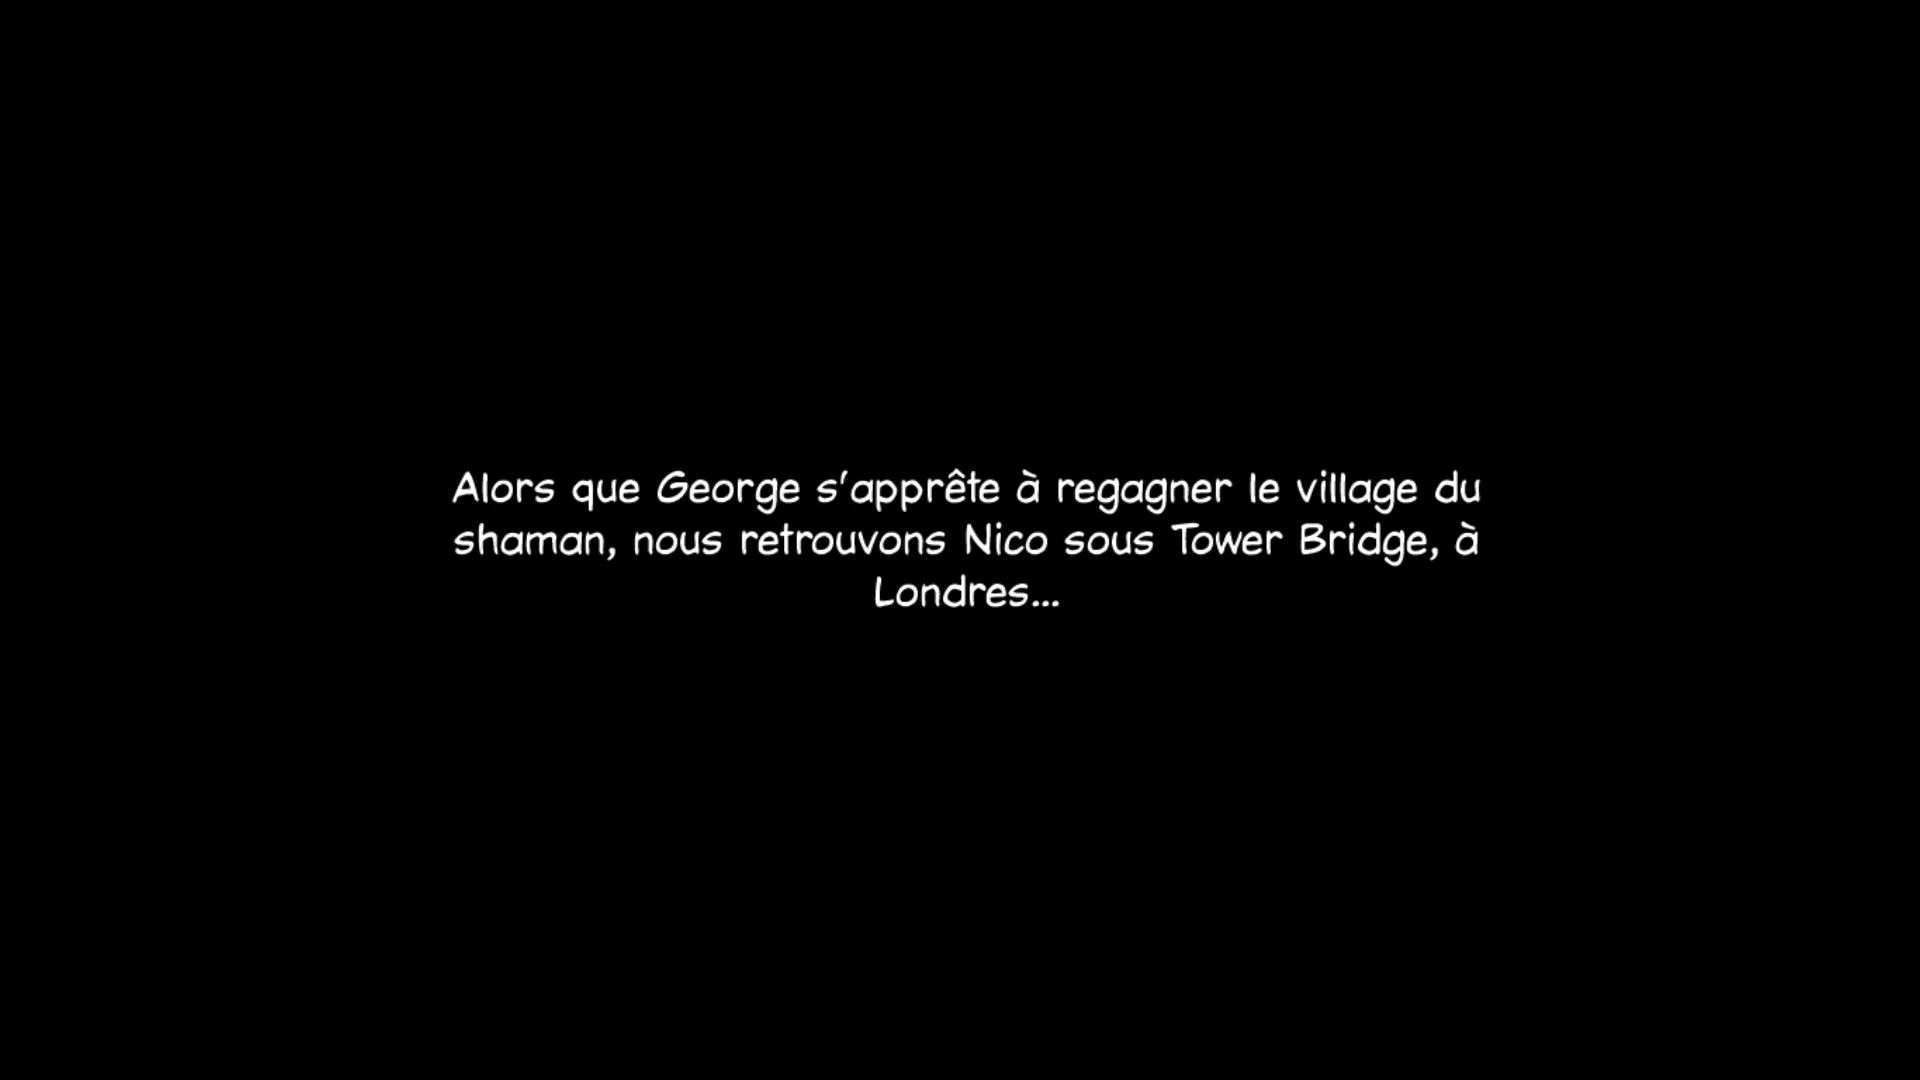 Alors que George s'apprête à regagner le village du
shaman, nous retrouvons Nico sous Tower Bridge, à
Londres...